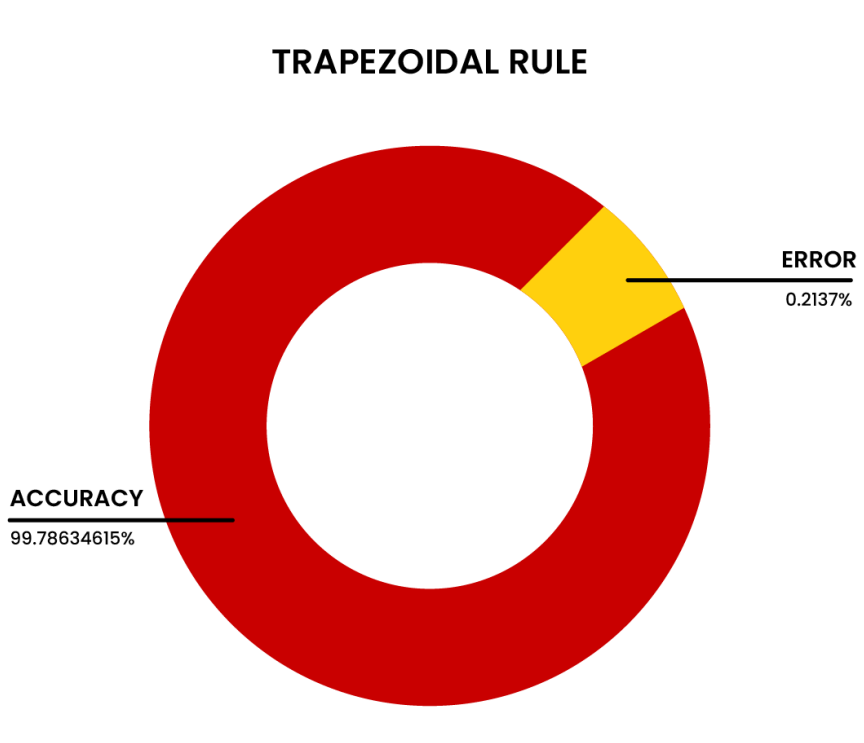 TRAPEZOIDAL RULE
ERROR
0.2137%
ACCURACY
99.78634615%